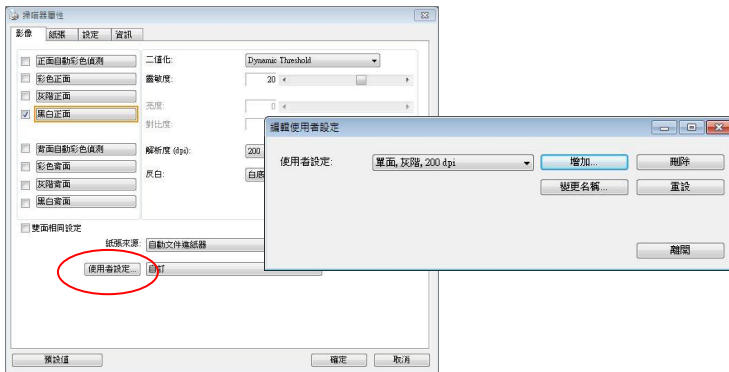 掃瞄器屬性
影像 紙張 設定 資訊
正面自動彩色偵測 二值化: Dynamic Threshold
彩色正面 靈敏度: 20
灰階正面
黑白正面 亮度: 0
對比度:
背面自動彩色偵測 解析度 (dpi): 200
彩色背面 反白: 白底
灰階背面
黑白背面
雙面相同設定
紙張來源: 自動文件進紙器
使用者設定... 自訂
預設值 確定 取消
編輯使用者設定
使用者設定: 單面, 灰階, 200 dpi 增加... 刪除
變更名稱... 重設
離開